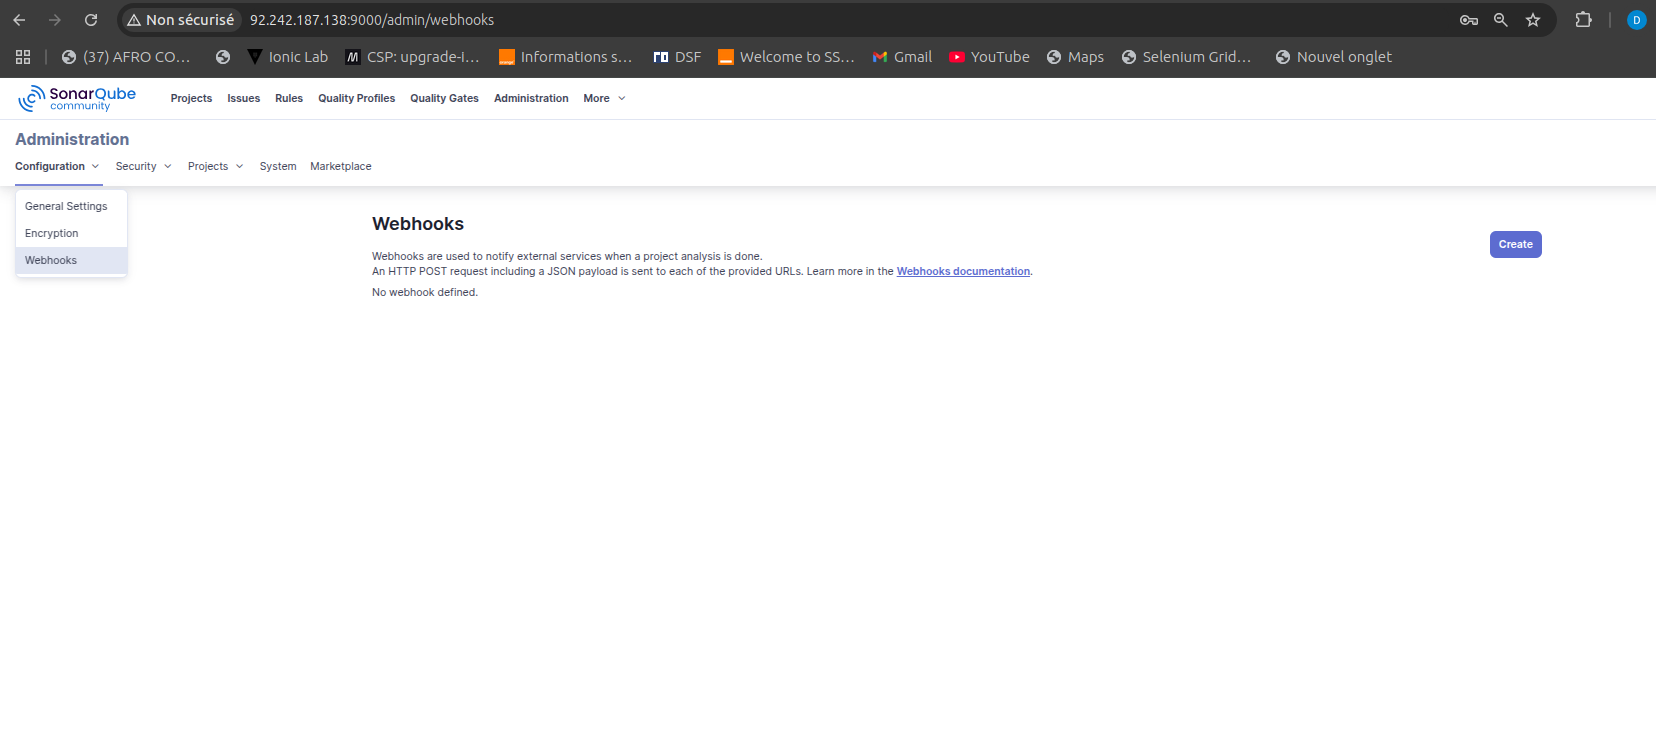 Non sécurisé 92.242.187.138:9000/admin/webhooks D
(37) AFRO CO... Ionic Lab CSP: upgrade-i... Informations s... DSF Welcome to SS... Gmail YouTube Maps Selenium Grid... Nouvel onglet
SonarQube community Projects Issues Rules Quality Profiles Quality Gates Administration More
Administration
Configuration Security Projects System Marketplace
General Settings
Encryption
Webhooks
Webhooks
Create
Webhooks are used to notify external services when a project analysis is done.
An HTTP POST request including a JSON payload is sent to each of the provided URLs. Learn more in the Webhooks documentation.
No webhook defined.